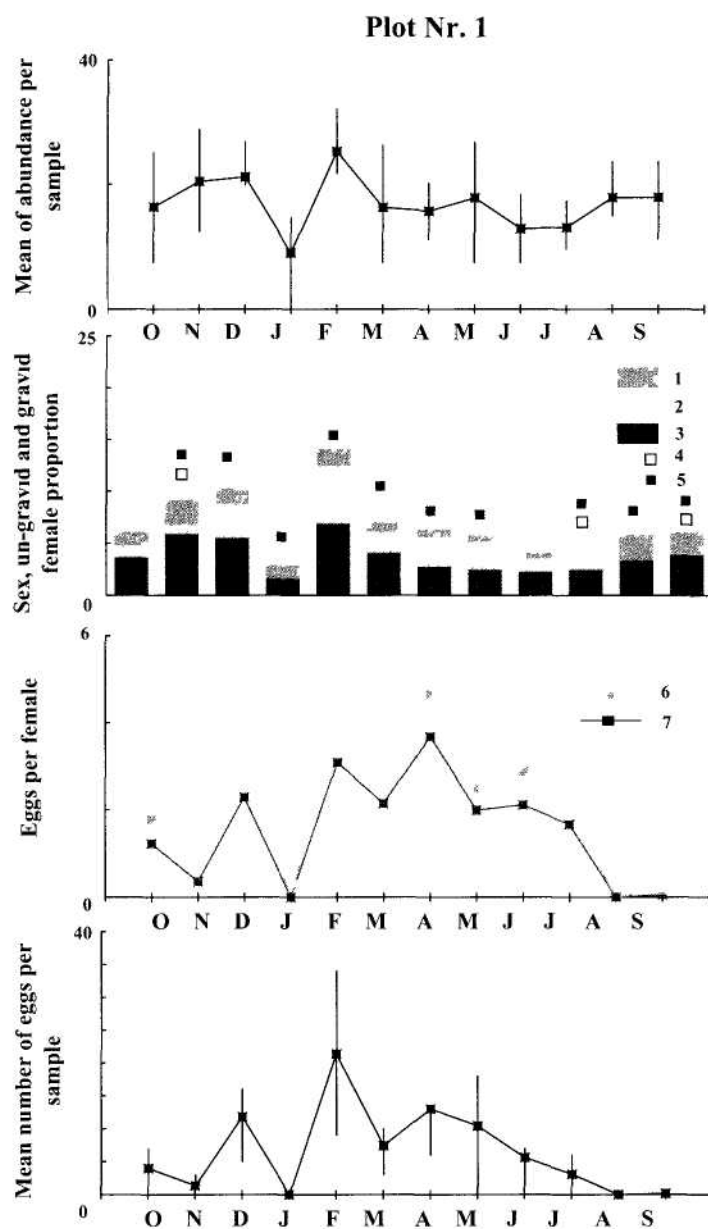 Plot Nr. 1
Mean of abundance per
sample
40
0
O N D J F M A M J J A S
Sex, un-gravid and gravid
female proportion
25
0
1
2
3
4
5
Eggs per female
6
0
6
7
O N D J F M A M J J A S
Mean number of eggs per
sample
40
0
O N D J F M A M J J A S